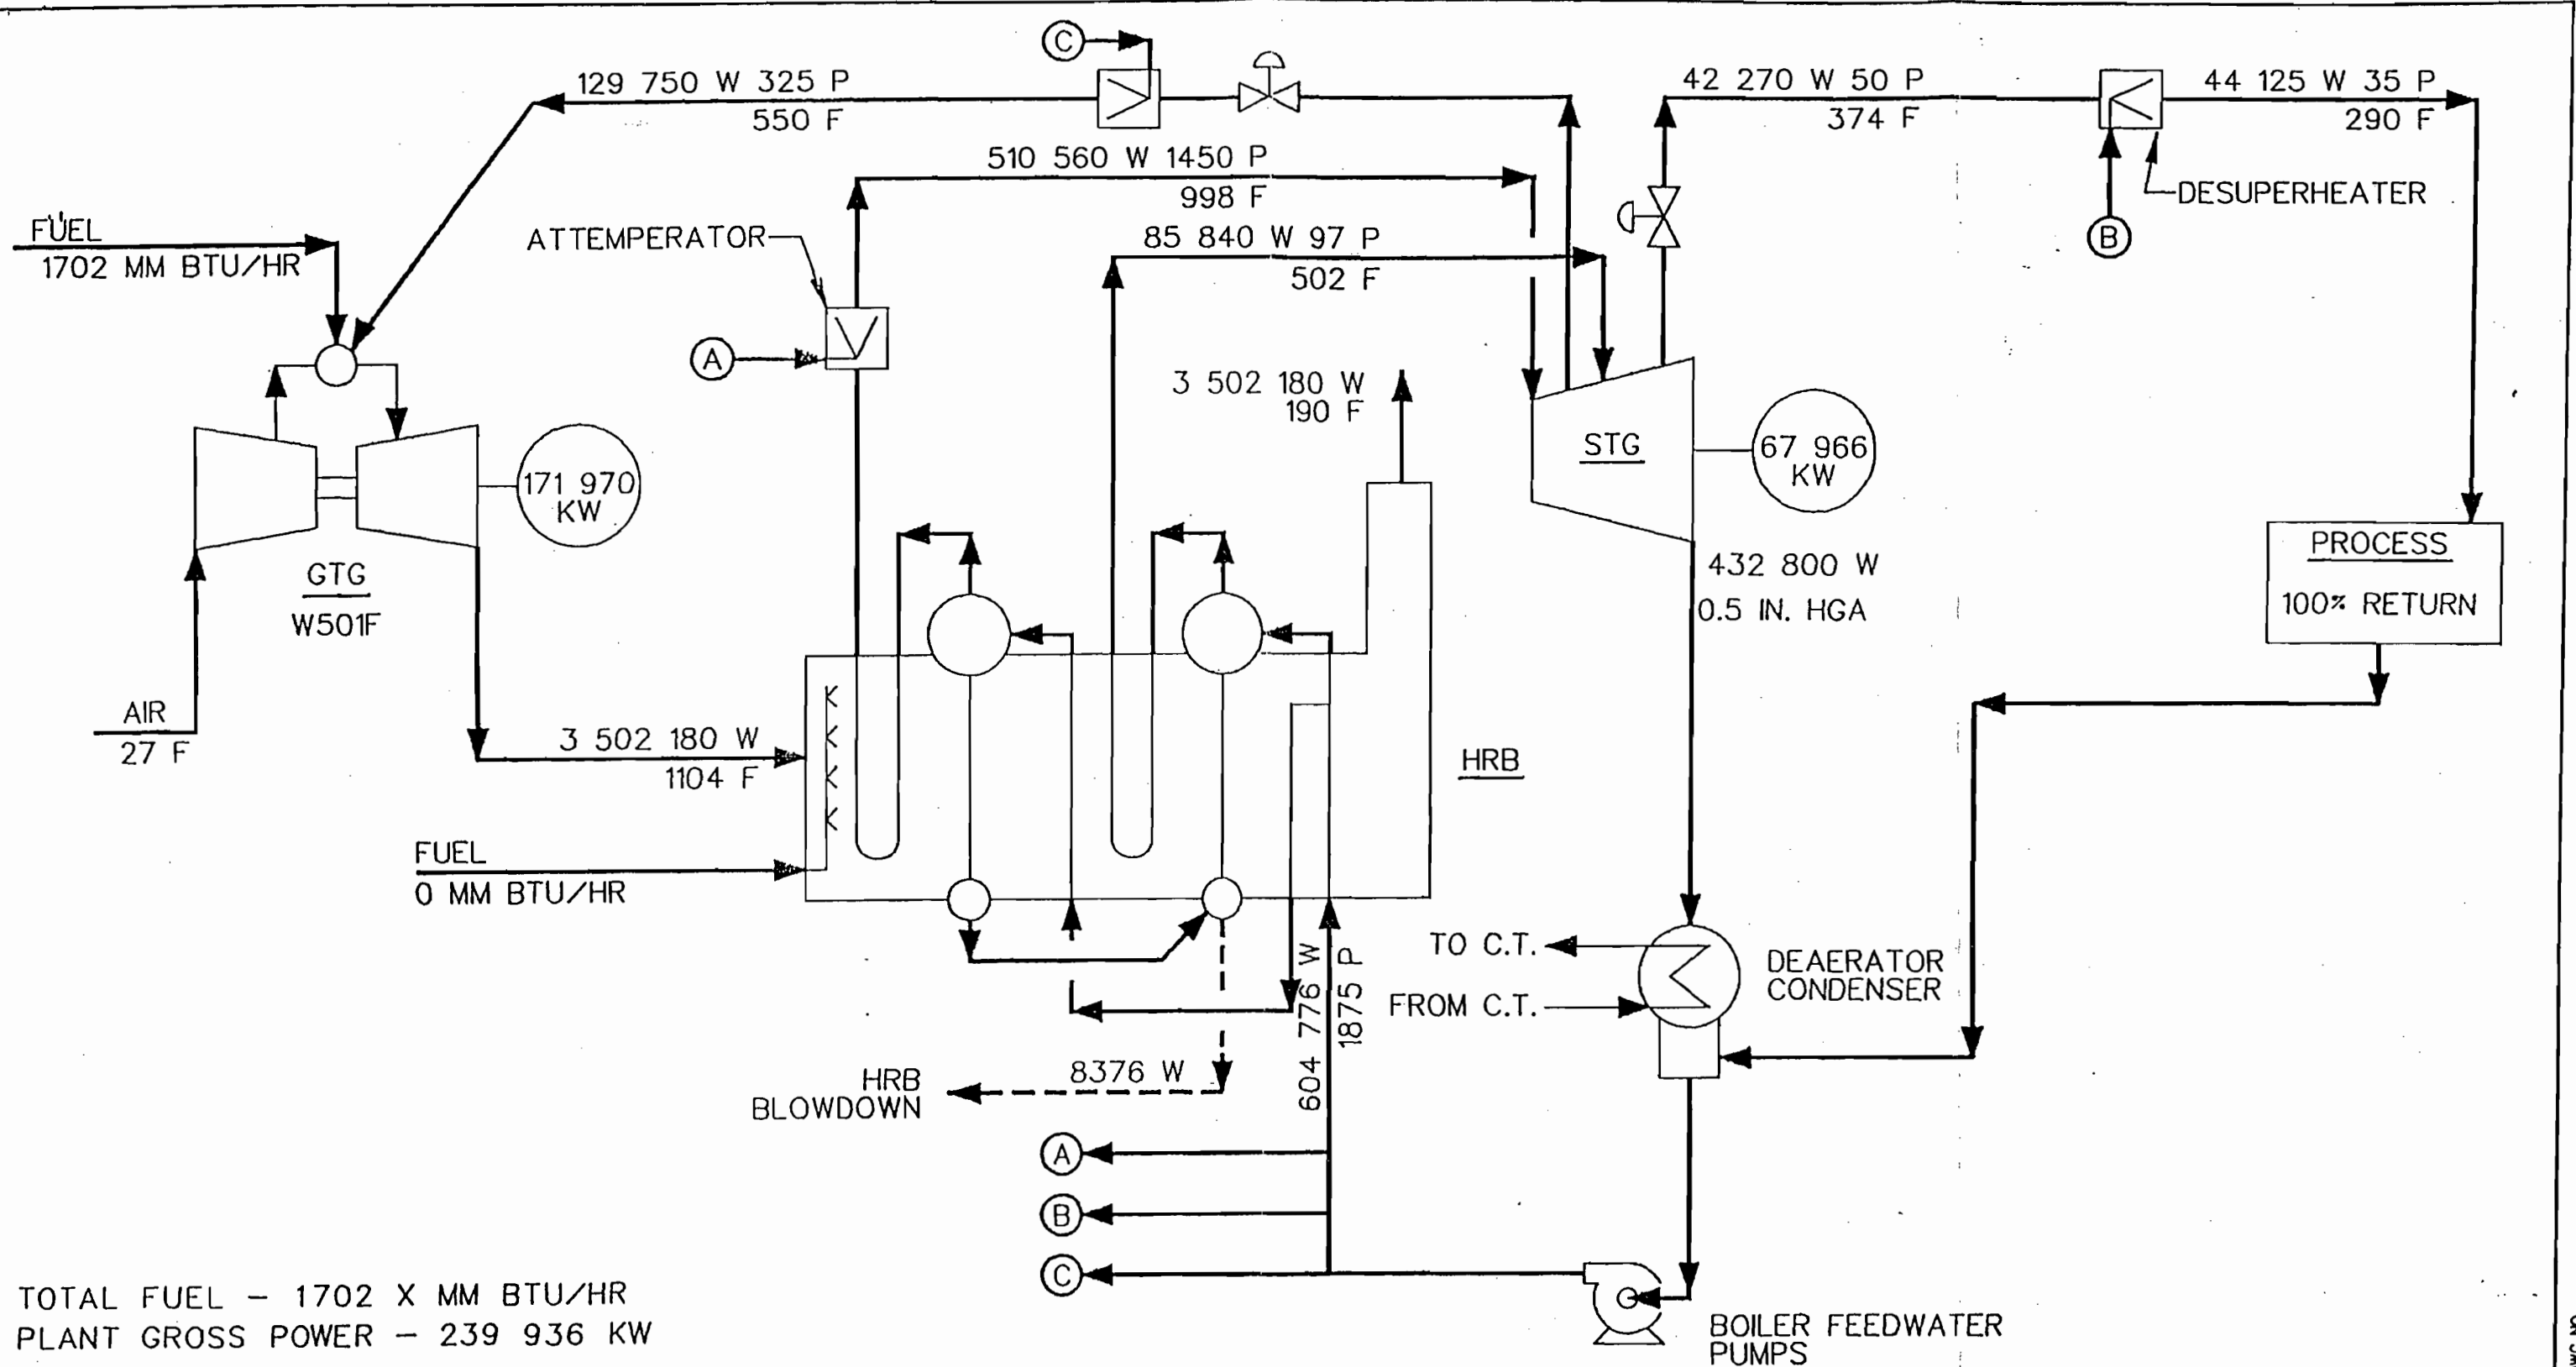 C
129 750 W 325 P
550 F
42 270 W 50 P
374 F
44 125 W 35 P
290 F
510 560 W 1450 P
998 F
DESUPERHEATER
B
FUEL
1702 MM BTU/HR
ATTEMPERATOR
85 840 W 97 P
502 F
A
3 502 180 W
190 F
STG
67 966
KW
171 970
KW
GTG
W501F
432 800 W
0.5 IN. HGA
PROCESS
100% RETURN
AIR
27 F
3 502 180 W
1104 F
HRB
FUEL
0 MM BTU/HR
TO C.T.
FROM C.T.
DEAERATOR
CONDENSER
604 776 W
1875 P
HRB
BLOWDOWN
8376 W
A
B
C
TOTAL FUEL - 1702 X MM BTU/HR
PLANT GROSS POWER - 239 936 KW
BOILER FEEDWATER
PUMPS